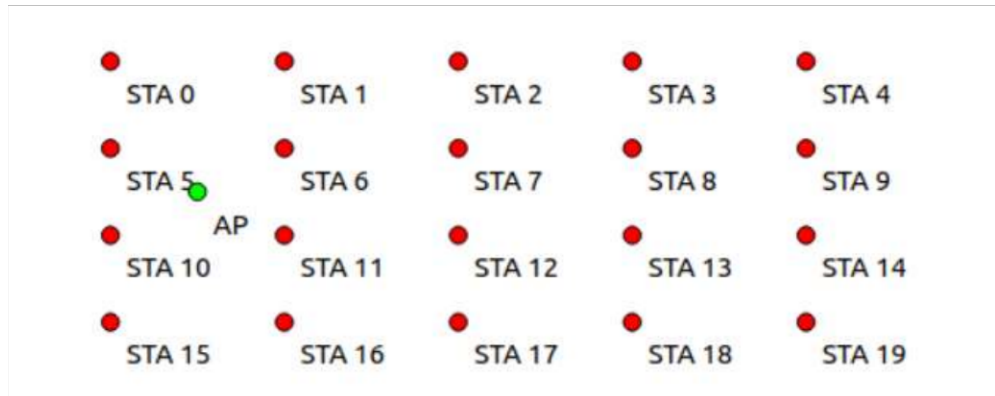 STA 0 STA 1 STA 2 STA 3 STA 4
STA 5 STA 6 STA 7 STA 8 STA 9
AP
STA 10 STA 11 STA 12 STA 13 STA 14
STA 15 STA 16 STA 17 STA 18 STA 19